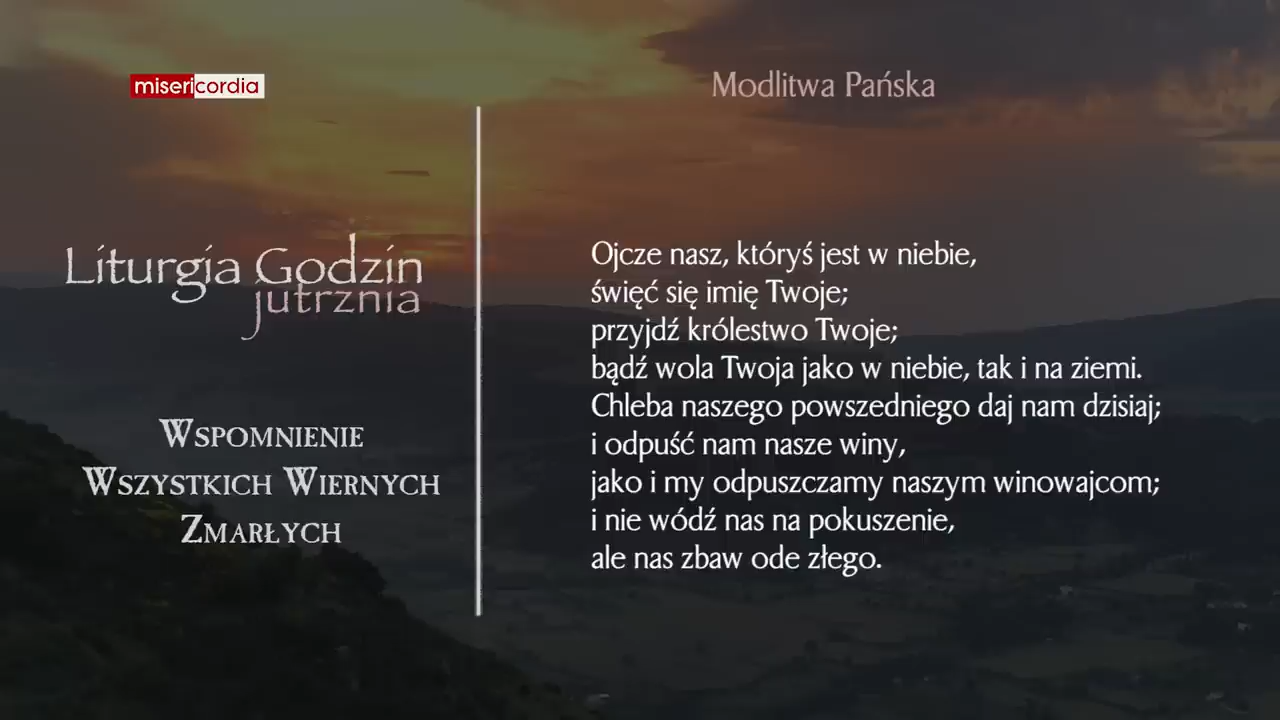 misericordia
Liturgia Godzin
jutrznia
Wspomnienie
Wszystkich Wiernych
Zmarłych
Modlitwa Pańska
Ojcze nasz, któryś jest w niebie,
święć się imię Twoje;
przyjdź królestwo Twoje;
bądź wola Twoja jako w niebie, tak i na ziemi.
Chleba naszego powszedniego daj nam dzisiaj;
i odpuść nam nasze winy,
jako i my odpuszczamy naszym winowajcom;
i nie wódź nas na pokuszenie,
ale nas zbaw ode złego.